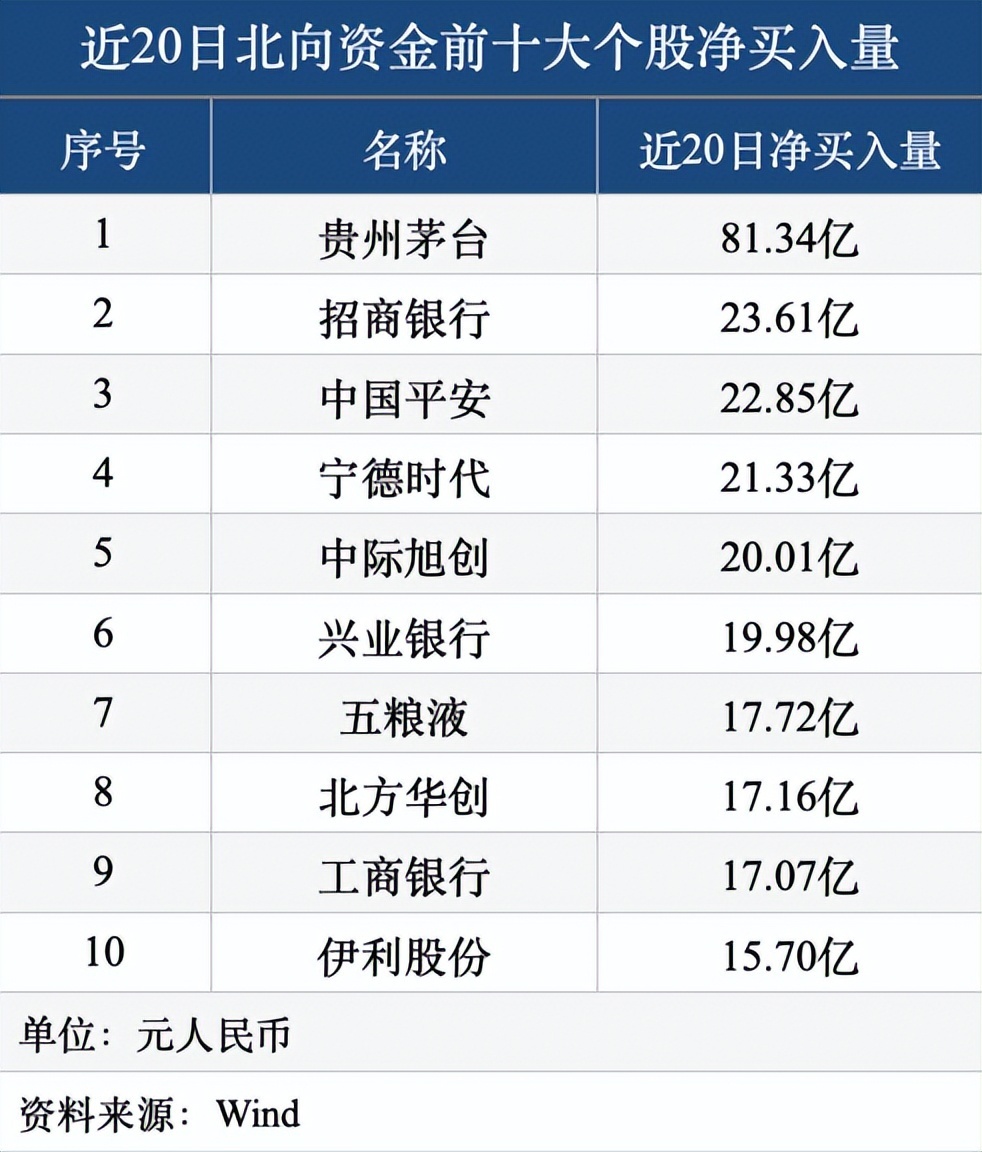 近20日北向资金前十大个股净买入量
序号 名称 近20日净买入量
1 贵州茅台 81.34亿
2 招商银行 23.61亿
3 中国平安 22.85亿
4 宁德时代 21.33亿
5 中际旭创 20.01亿
6 兴业银行 19.98亿
7 五粮液 17.72亿
8 北方华创 17.16亿
9 工商银行 17.07亿
10 伊利股份 15.70亿
单位：元人民币
资料来源：Wind